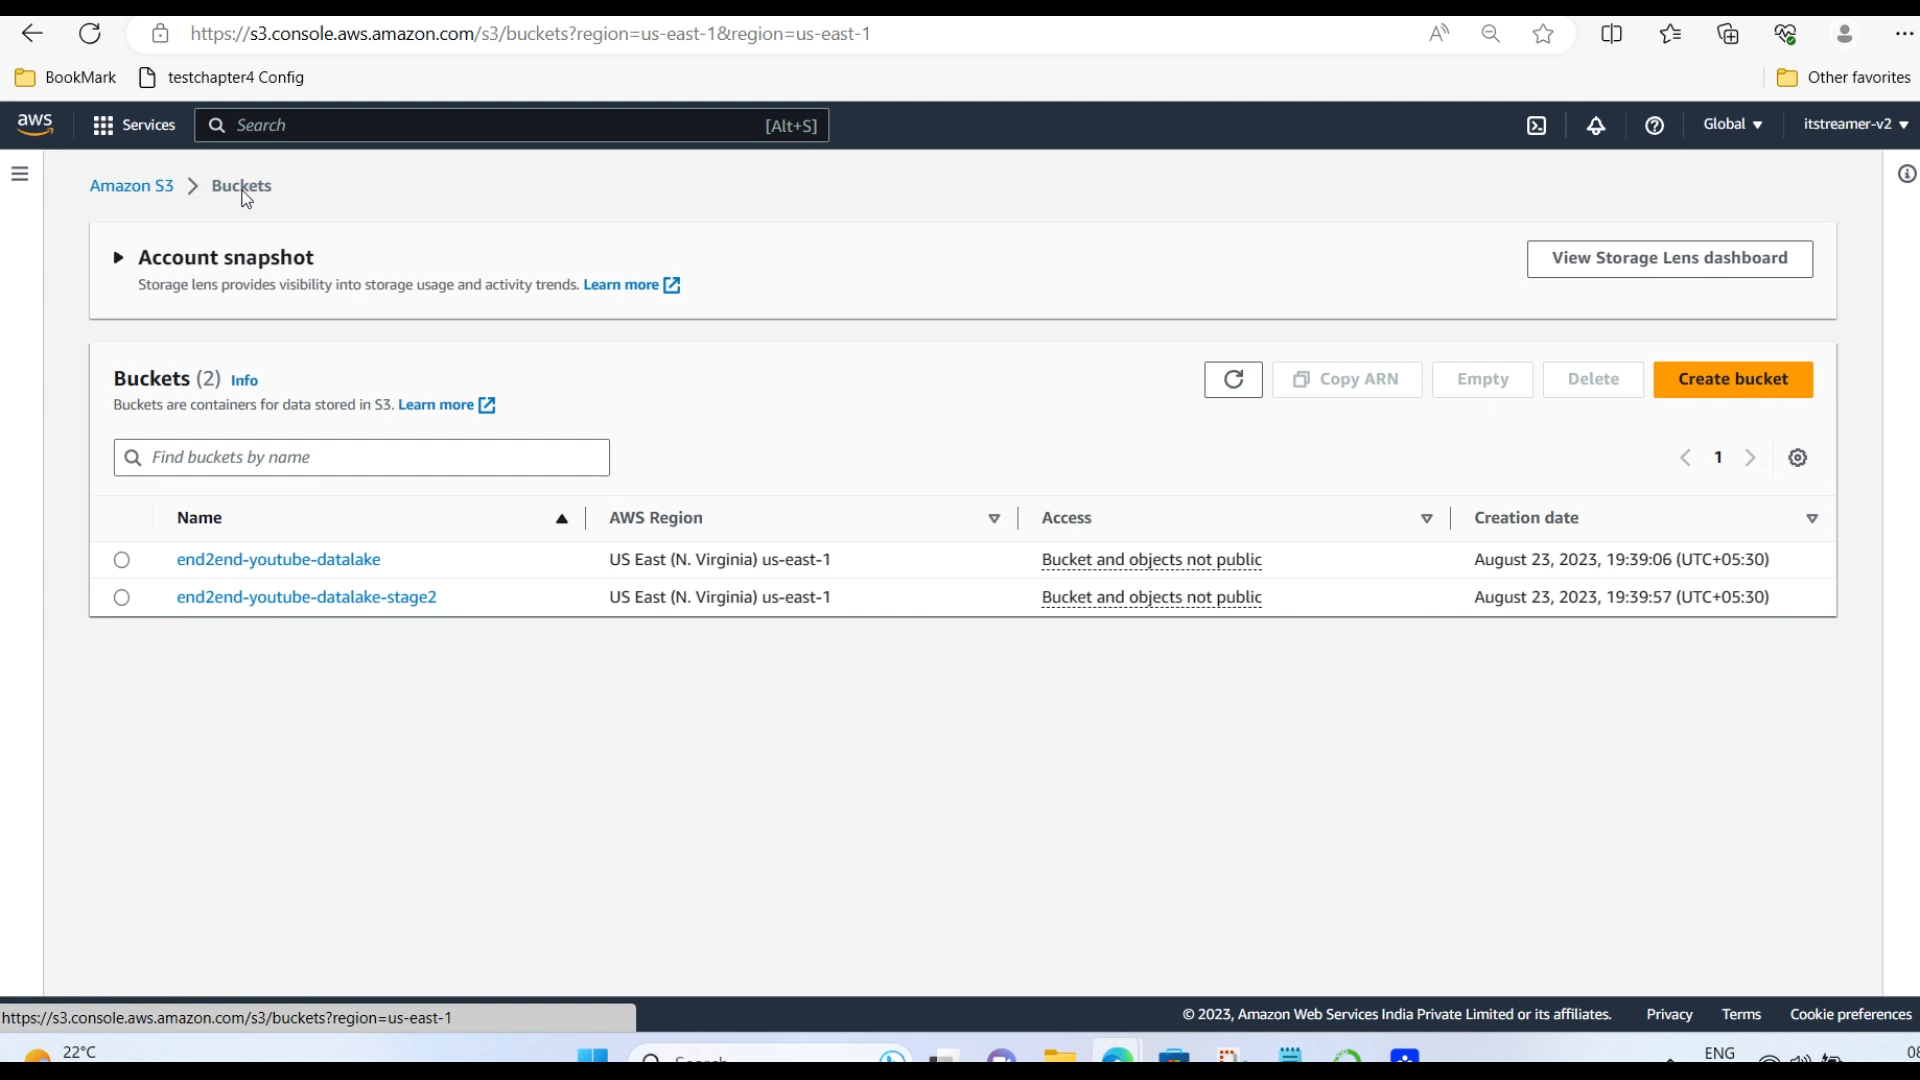 https://s3.console.aws.amazon.com/s3/buckets?region=us-east-1&region=us-east-1
BookMark testchapter4 Config Other favorites
aws Services Search [Alt+S] Global itstreamer-v2
Amazon S3 Buckets
Account snapshot View Storage Lens dashboard
Storage lens provides visibility into storage usage and activity trends. Learn more
Buckets (2) Info Copy ARN Empty Delete Create bucket
Buckets are containers for data stored in S3. Learn more
Find buckets by name 1
Name AWS Region Access Creation date
end2end-youtube-datalake US East (N. Virginia) us-east-1 Bucket and objects not public August 23, 2023, 19:39:06 (UTC+05:30)
end2end-youtube-datalake-stage2 US East (N. Virginia) us-east-1 Bucket and objects not public August 23, 2023, 19:39:57 (UTC+05:30)
https://s3.console.aws.amazon.com/s3/buckets?region=us-east-1 © 2023, Amazon Web Services India Private Limited or its affiliates. Privacy Terms Cookie preferences
22°C ENG